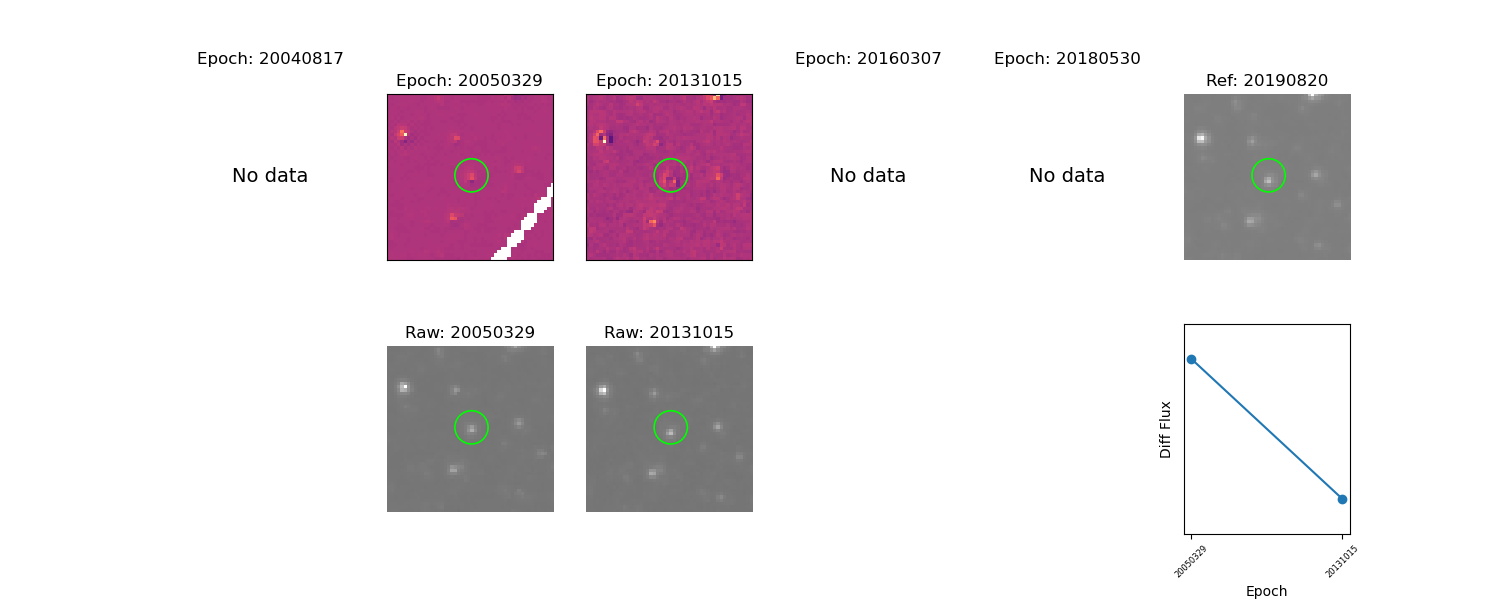 Epoch: 20040817
Epoch: 20050329
Epoch: 20131015
Epoch: 20160307
Epoch: 20180530
Ref: 20190820
No data
No data
No data
Raw: 20050329
Raw: 20131015
Diff Flux
20050329
20131015
Epoch